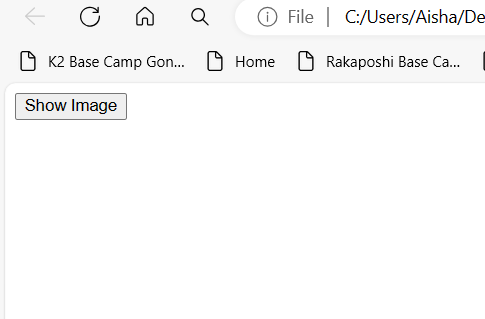 File | C:/Users/Aisha/De
K2 Base Camp Gon... Home Rakaposhi Base Ca...
Show Image